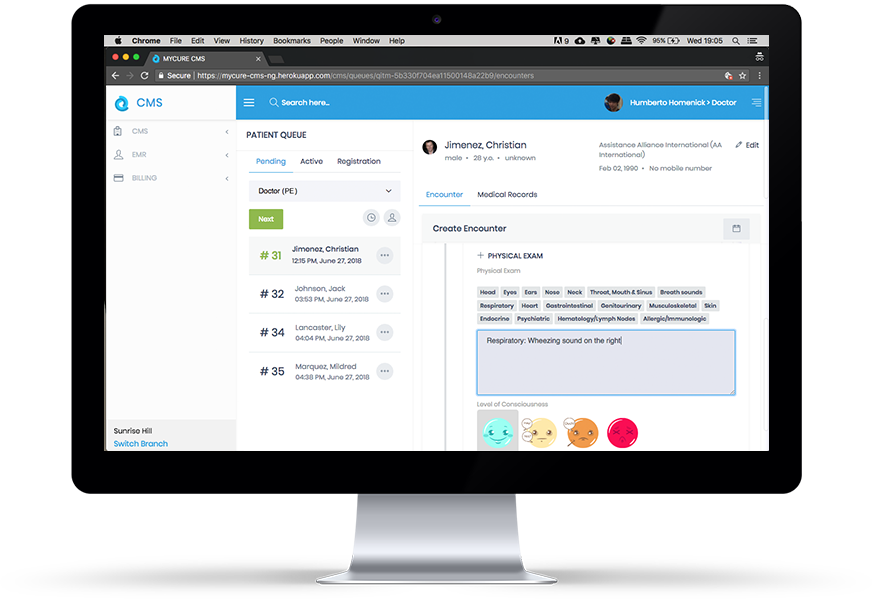 Chrome File Edit View History Bookmarks People Window Help 9 95% Wed 19:05
MYCURE CMS
Secure https://mycure-cms-ng.herokuapp.com/cms/queues/qitm-5b330f704ea11500148a22b9/encounters
CMS
Search here..
Humberto Homenick > Doctor
CMS
EMR
BILLING
Sunrise Hill
Switch Branch
PATIENT QUEUE
Pending Active Registration
Doctor (PE)
Next
# 31 Jimenez, Christian
12:15 PM, June 27, 2018
# 32 Johnson, Jack
03:53 PM, June 27, 2018
# 34 Lancaster, Lily
04:04 PM, June 27, 2018
# 35 Marquez, Mildred
04:38 PM, June 27, 2018
Jimenez, Christian
male • 28 y.o. • unknown
Assistance Alliance International (AA
International)
Feb 02, 1990 • No mobile number
Edit
Encounter Medical Records
Create Encounter
+ PHYSICAL EXAM
Physical Exam
Head Eyes Ears Nose Neck Throat, Mouth & Sinus Breath sounds
Respiratory Heart Gastrointestinal Genitourinary Musculoskeletal Skin
Endocrine Psychiatric Hematology/Lymph Nodes Allergic/Immunologic
Respiratory: Wheezing sound on the right
Level of Consciousness